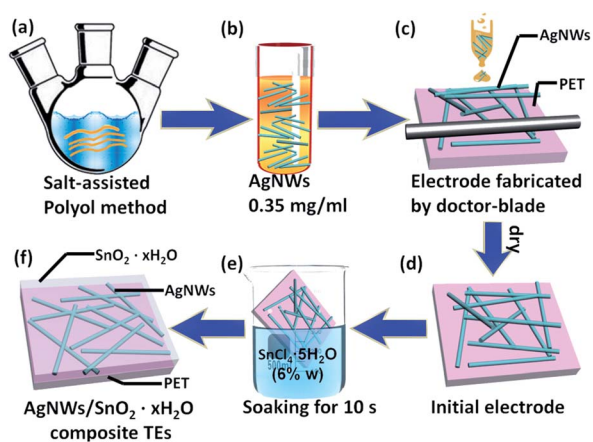 (a)
Salt-assisted
Polyol method
(b)
AgNWs
0.35 mg/ml
(c)
AgNWs
PET
Electrode fabricated
by doctor-blade
dry
(d)
Initial electrode
(e)
SnCl₄·5H₂O
500ml
(6% w)
Soaking for 10 s
(f)
SnO₂ · xH₂O
AgNWs
PET
AgNWs/SnO₂ · xH₂O
composite TEs